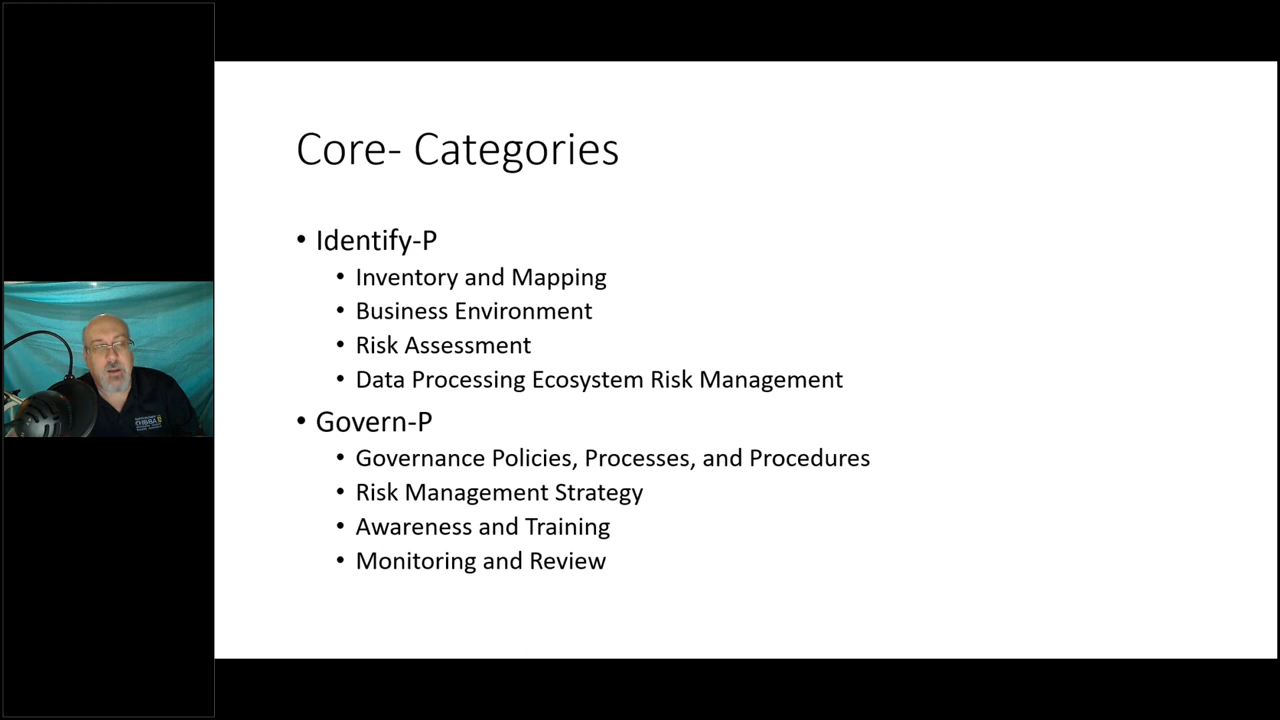 Core- Categories
• Identify-P
• Inventory and Mapping
• Business Environment
• Risk Assessment
• Data Processing Ecosystem Risk Management
• Govern-P
• Governance Policies, Processes, and Procedures
• Risk Management Strategy
• Awareness and Training
• Monitoring and Review